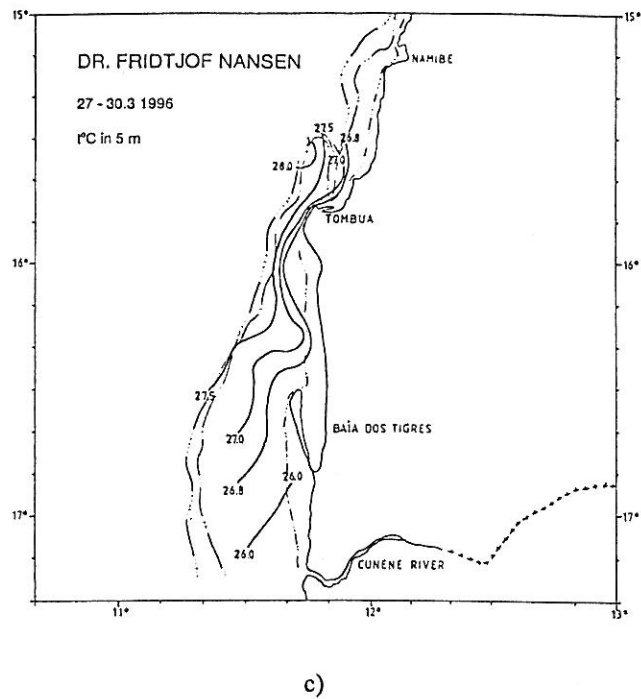 15°
15°
DR. FRIDTJOF NANSEN
NAMIBE
27 - 30.3 1996
t°C in 5 m
27.5
26.8
27.0
28.0
TOMBUA
16°
16°
27.5
27.0
BAÍA DOS TIGRES
26.8
26.0
17°
17°
26.0
CUNENE RIVER
11°
12°
13°
c)